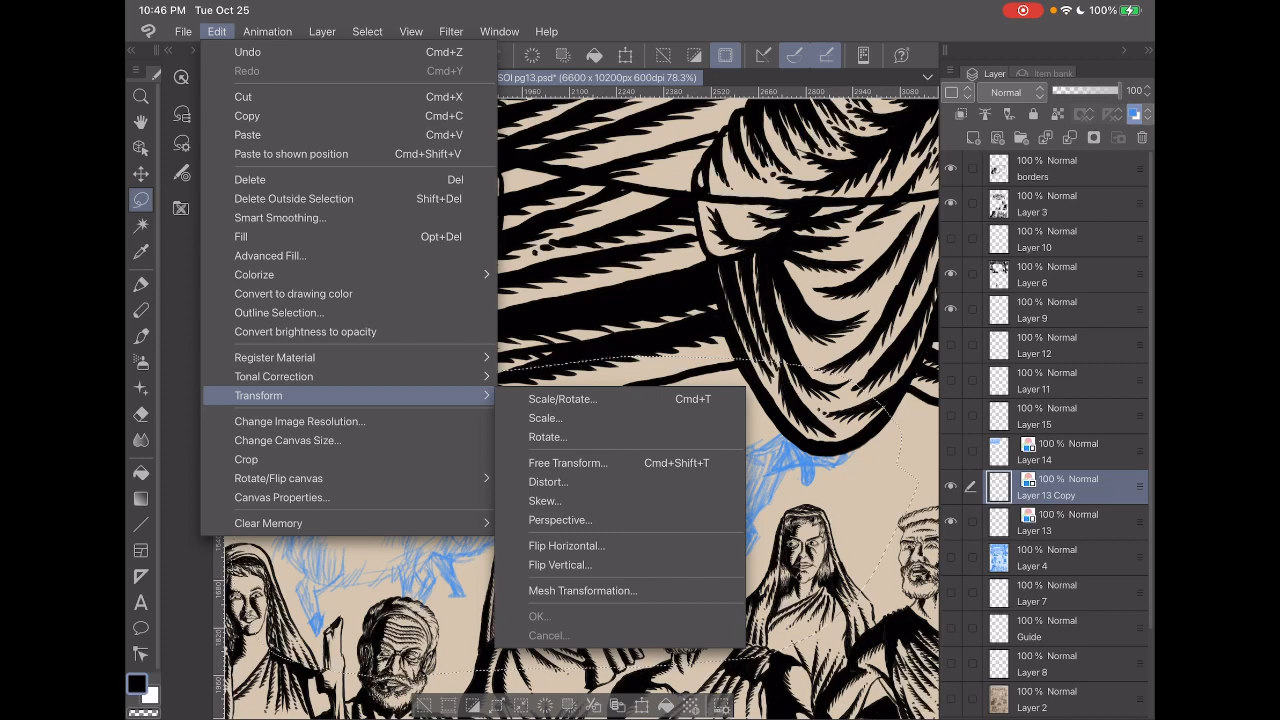 10:46 PM Tue Oct 25
100%
File Edit Animation Layer Select View Filter Window Help
SOI pg13.psd* (6600 x 10200px 600dpi 78.3%)
1960 2100 2240 2380 2520 2660 2800 2940 3080
Undo Cmd+Z
Redo Cmd+Y
Cut Cmd+X
Copy Cmd+C
Paste Cmd+V
Paste to shown position Cmd+Shift+V
Delete Del
Delete Outside Selection Shift+Del
Smart Smoothing...
Fill Opt+Del
Advanced Fill...
Colorize
Convert to drawing color
Outline Selection...
Convert brightness to opacity
Register Material
Tonal Correction
Transform
Change Image Resolution...
Change Canvas Size...
Crop
Rotate/Flip canvas
Canvas Properties...
Clear Memory
Scale/Rotate... Cmd+T
Scale...
Rotate...
Free Transform... Cmd+Shift+T
Distort...
Skew...
Perspective...
Flip Horizontal...
Flip Vertical...
Mesh Transformation...
OK...
Cancel...
Layer Item bank
Normal 100
100 % Normal
borders
100 % Normal
Layer 3
100 % Normal
Layer 10
100 % Normal
Layer 6
100 % Normal
Layer 9
100 % Normal
Layer 12
100 % Normal
Layer 11
100 % Normal
Layer 15
100 % Normal
Layer 14
100 % Normal
Layer 13 Copy
100 % Normal
Layer 13
100 % Normal
Layer 4
100 % Normal
Layer 7
100 % Normal
Guide
100 % Normal
Layer 8
100 % Normal
Layer 2